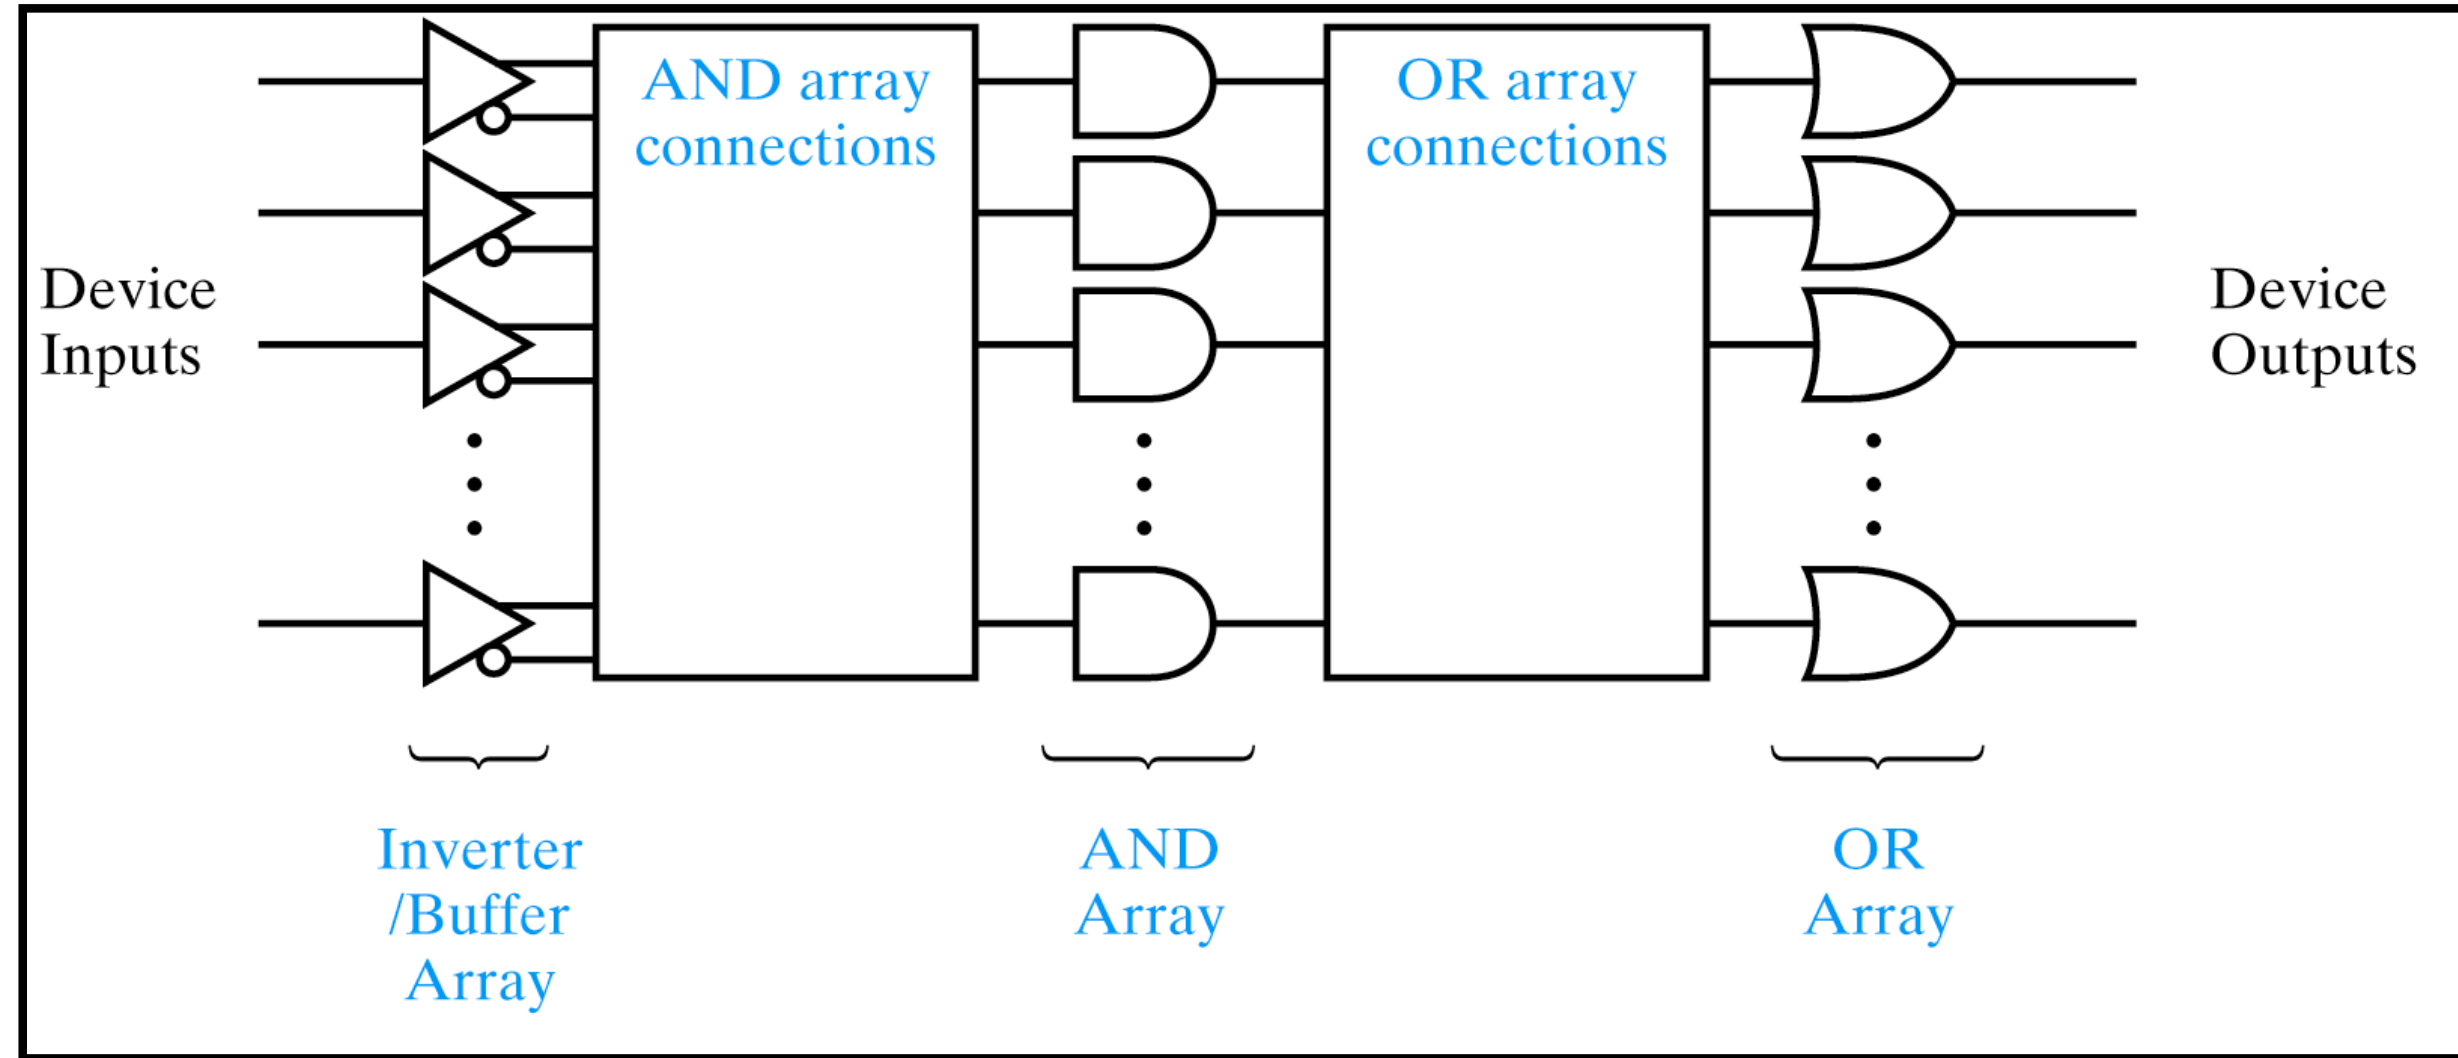 AND array
connections
OR array
connections
Device
Inputs
Device
Outputs
Inverter
/Buffer
Array
AND
Array
OR
Array